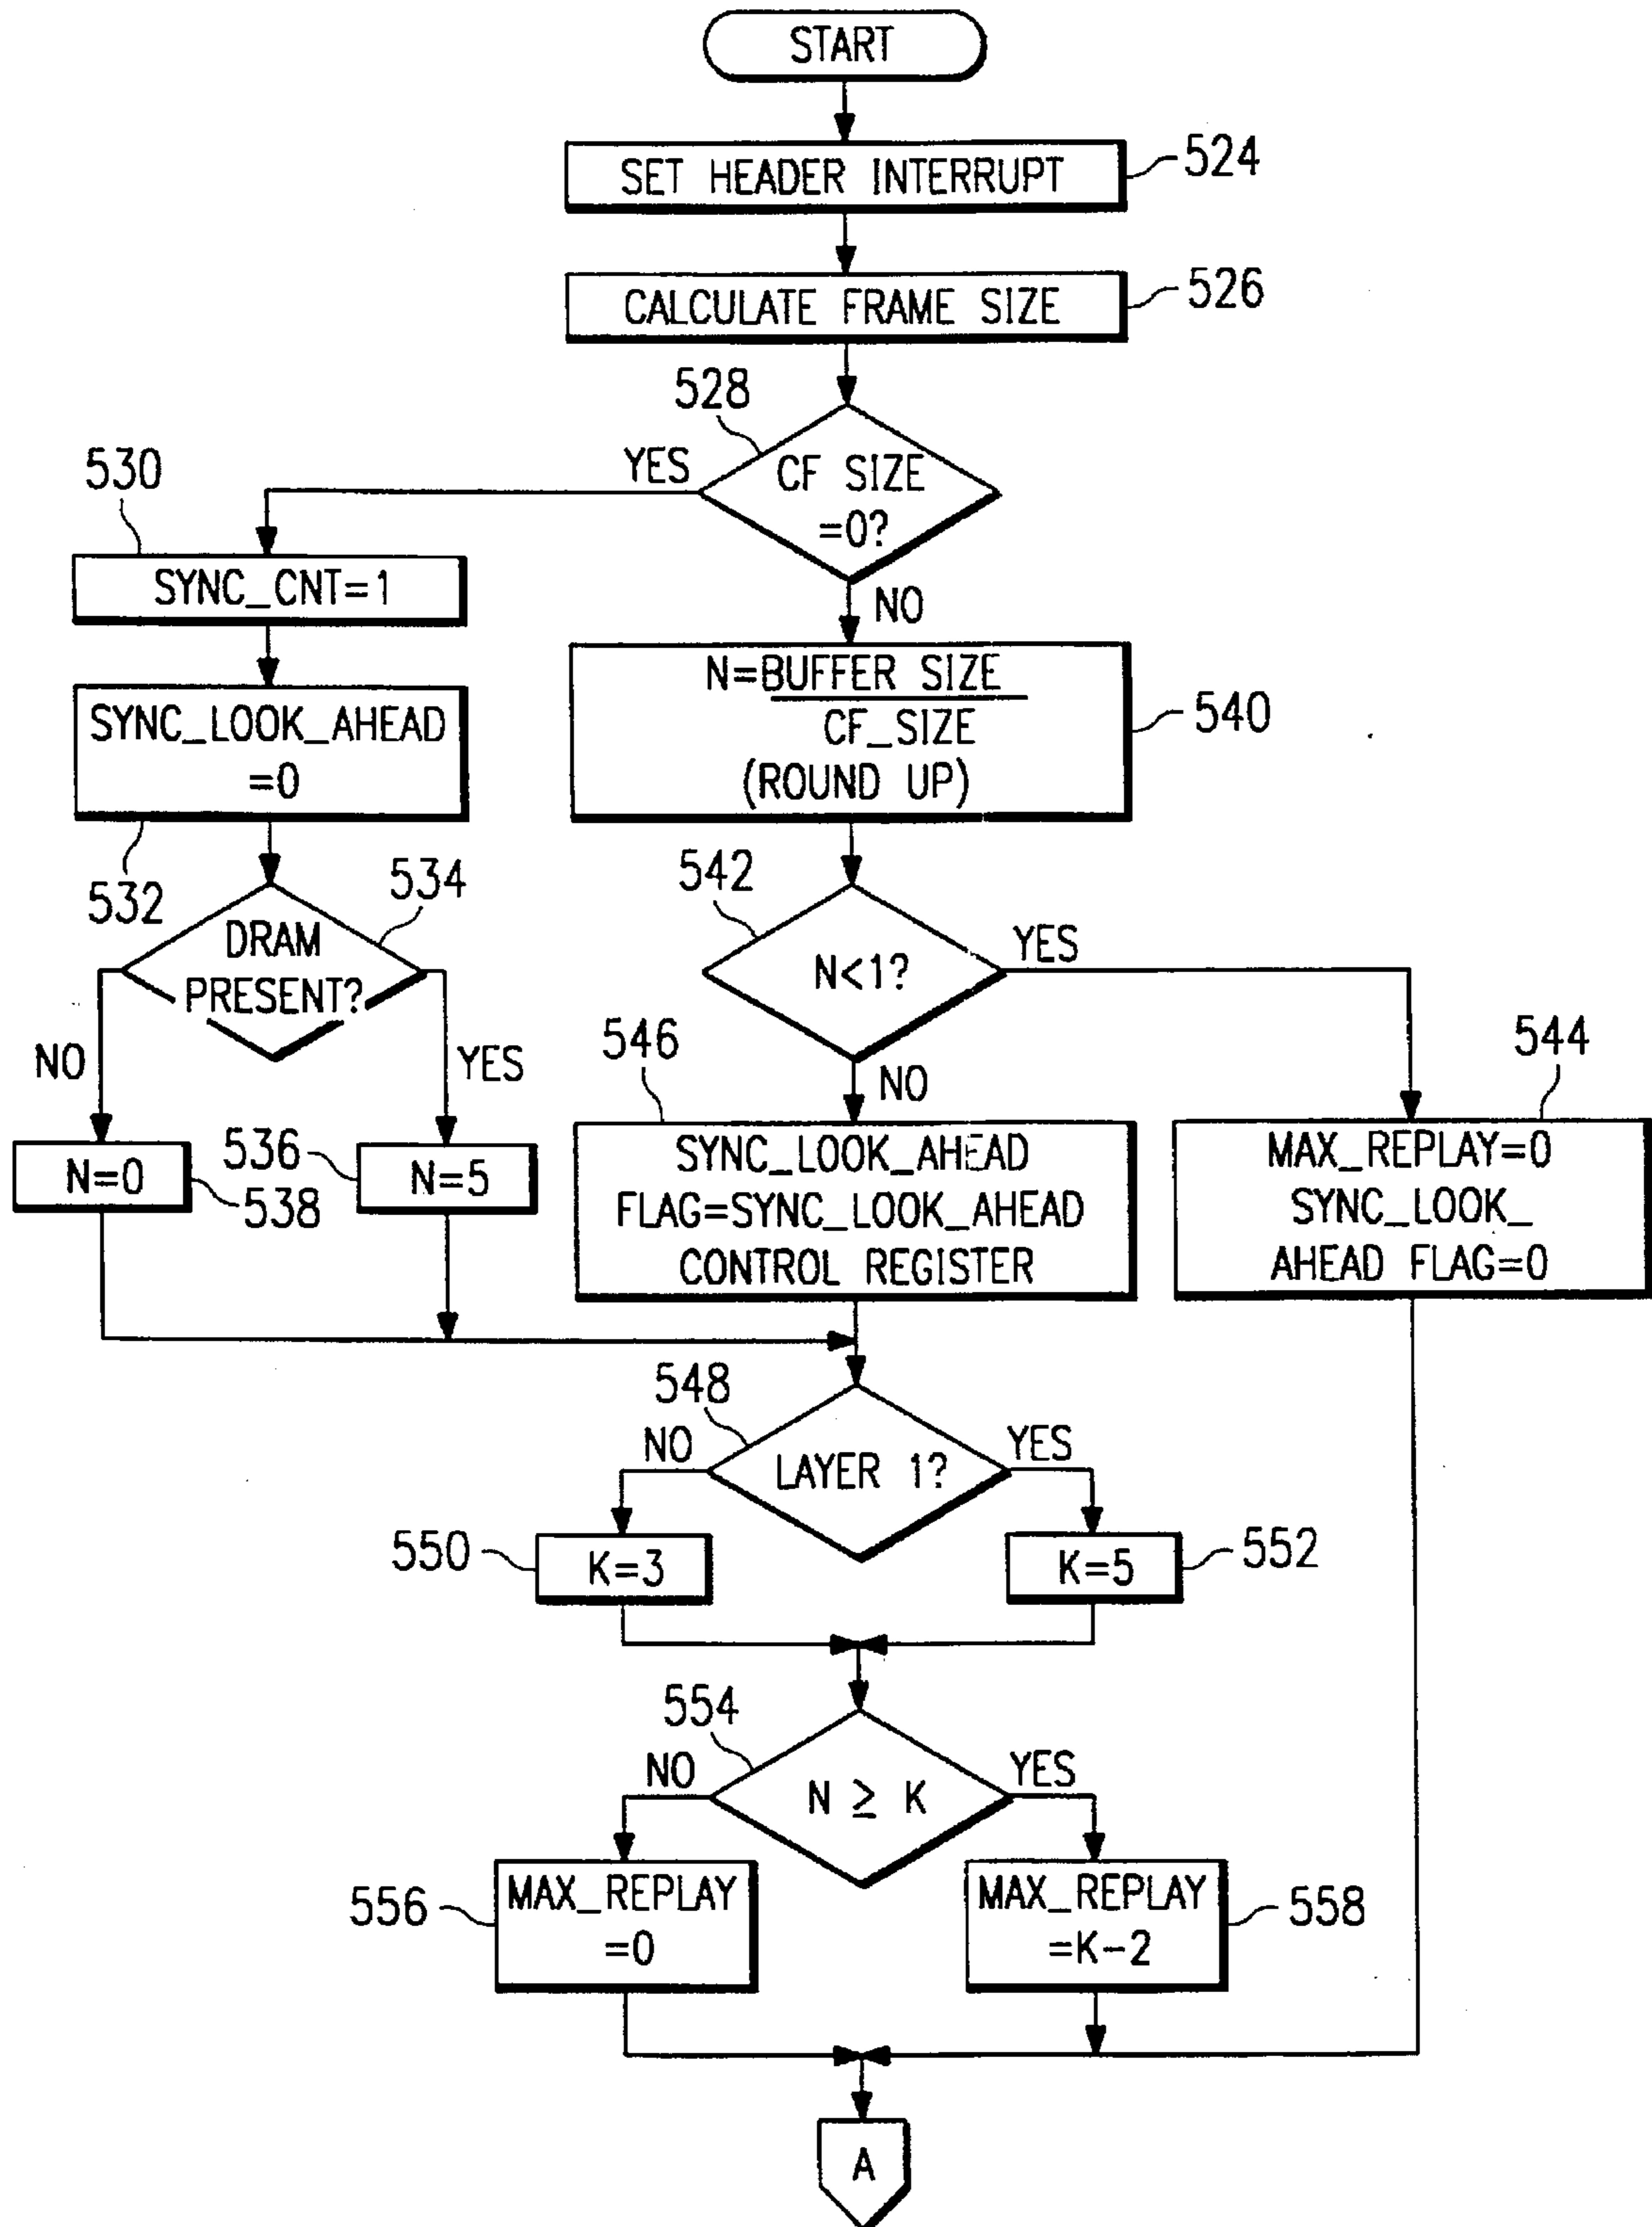 START
SET HEADER INTERRUPT
524
CALCULATE FRAME SIZE
526
528
CF SIZE
=0?
YES
NO
530
SYNC_CNT=1
SYNC_LOOK_AHEAD
=0
532
N=BUFFER SIZE
CF_SIZE
(ROUND UP)
540
534
DRAM
PRESENT?
NO
YES
N=0
538
536
N=5
542
N<1?
YES
NO
546
SYNC_LOOK_AHEAD
FLAG=SYNC_LOOK_AHEAD
CONTROL REGISTER
544
MAX_REPLAY=0
SYNC_LOOK_
AHEAD FLAG=0
548
LAYER 1?
NO
YES
550
K=3
K=5
552
554
N ≥ K
NO
YES
556
MAX_REPLAY
=0
MAX_REPLAY
=K-2
558
A